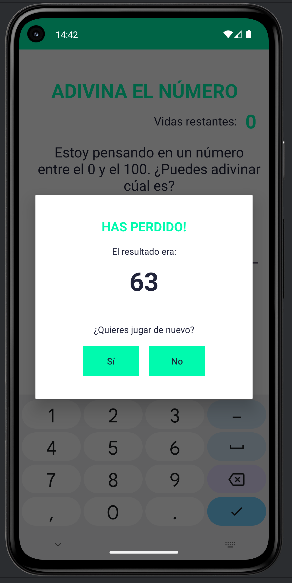 14:42
ADIVINA EL NÚMERO
Vidas restantes: 0
Estoy pensando en un número
entre el 0 y el 100. ¿Puedes adivinar
cúal es?
HAS PERDIDO!
El resultado era:
63
¿Quieres jugar de nuevo?
Sí No
1 2 3 –
4 5 6
7 8 9
, 0 .